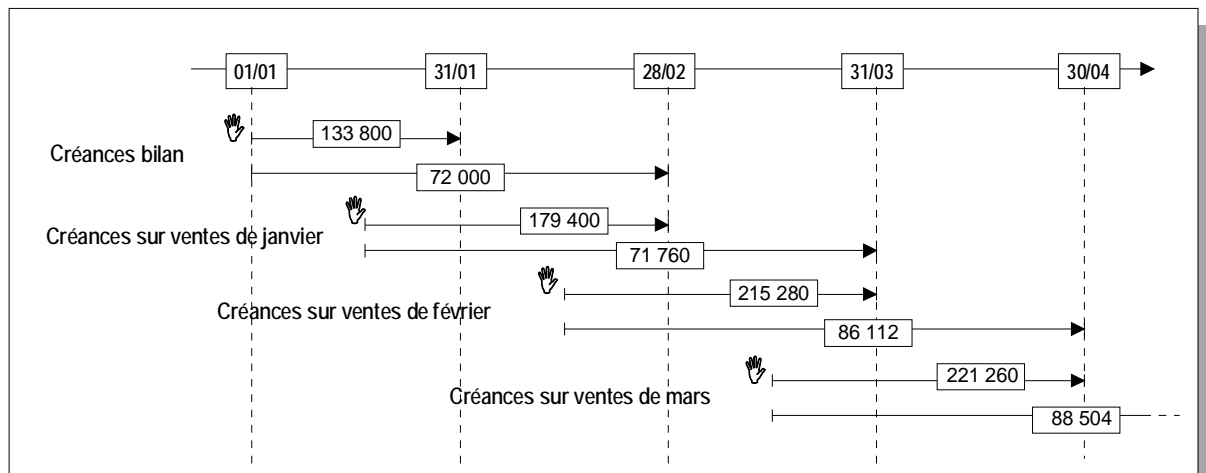 01/01 31/01 28/02 31/03 30/04
133 800
Créances bilan
72 000
179 400
Créances sur ventes de janvier
71 760
215 280
Créances sur ventes de février
86 112
221 260
Créances sur ventes de mars
88 504